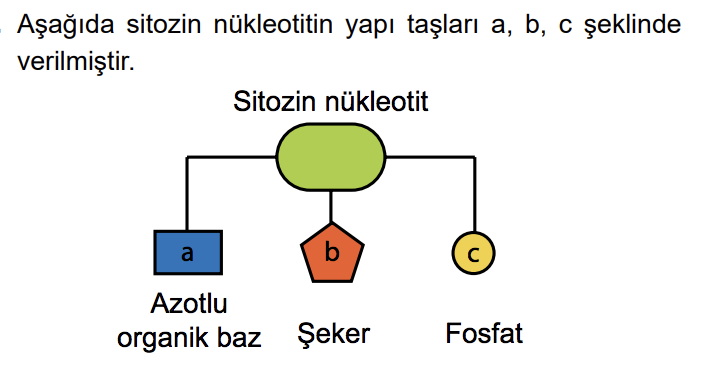 Aşağıda sitozin nükleotitin yapı taşları a, b, c şeklinde
verilmiştir.
Sitozin nükleotit
a
b
c
Azotlu
organik baz
Şeker
Fosfat